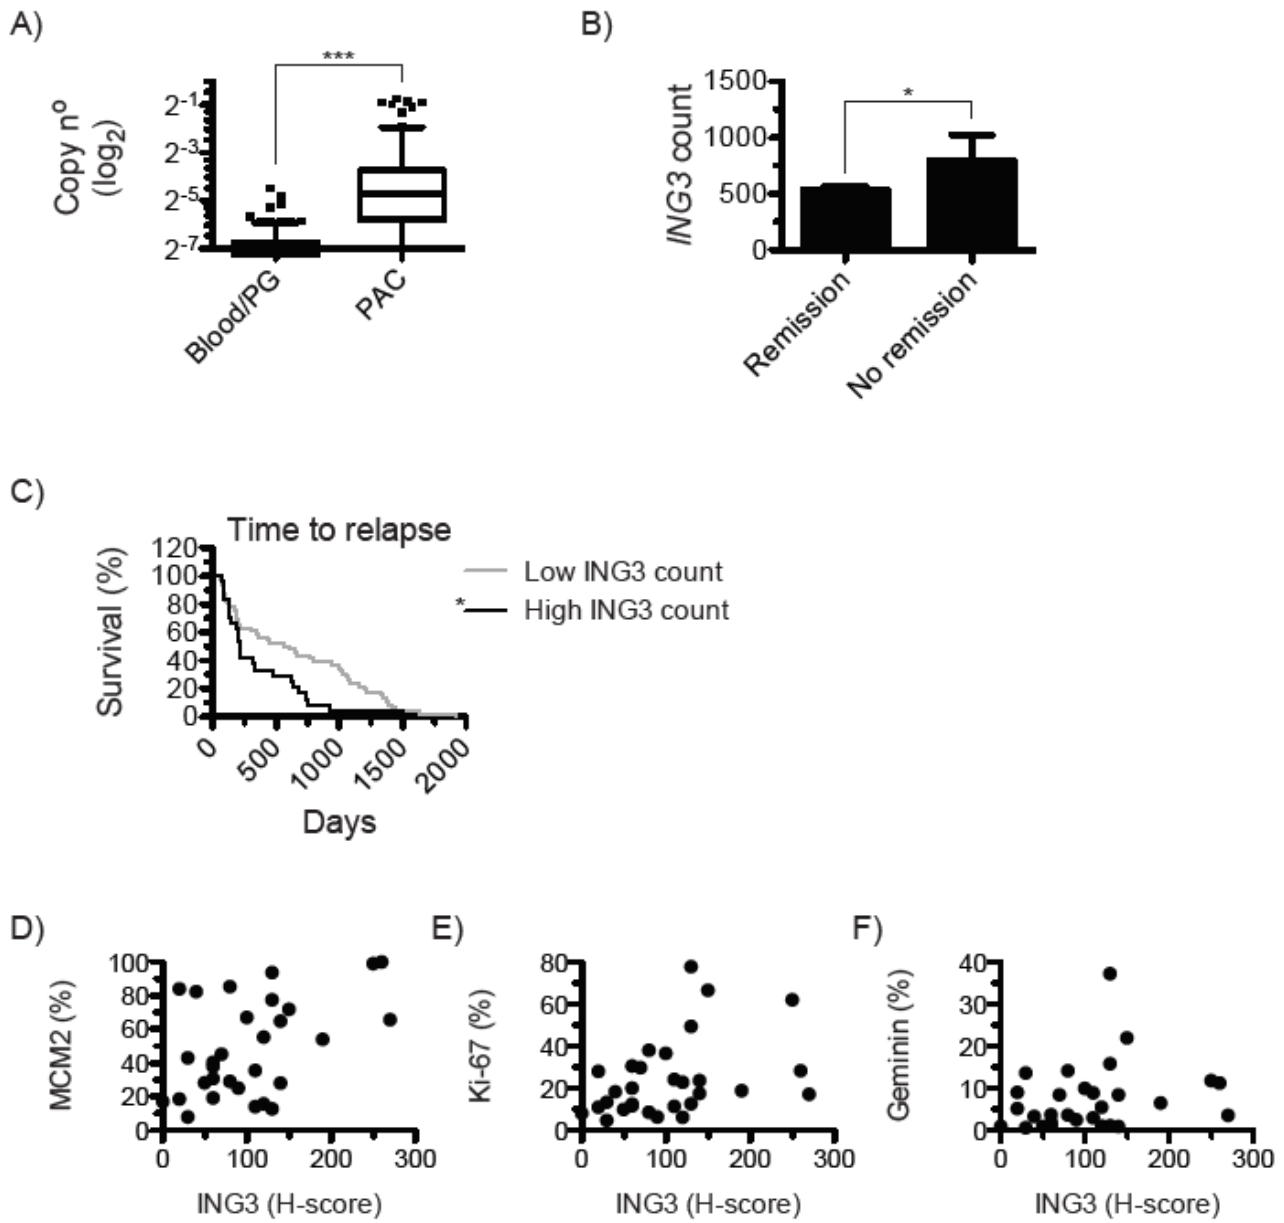 A)
***
Copy nº
(log2)
2-1
2-3
2-5
2-7
Blood/PG
PAC
B)
*
ING3 count
1500
1000
500
0
Remission
No remission
C)
Time to relapse
Survival (%)
120
100
80
60
40
20
0
0
500
1000
1500
2000
Days
Low ING3 count
* High ING3 count
D)
MCM2 (%)
100
80
60
40
20
0
0 100 200 300
ING3 (H-score)
E)
Ki-67 (%)
80
60
40
20
0
0 100 200 300
ING3 (H-score)
F)
Geminin (%)
40
30
20
10
0
0 100 200 300
ING3 (H-score)